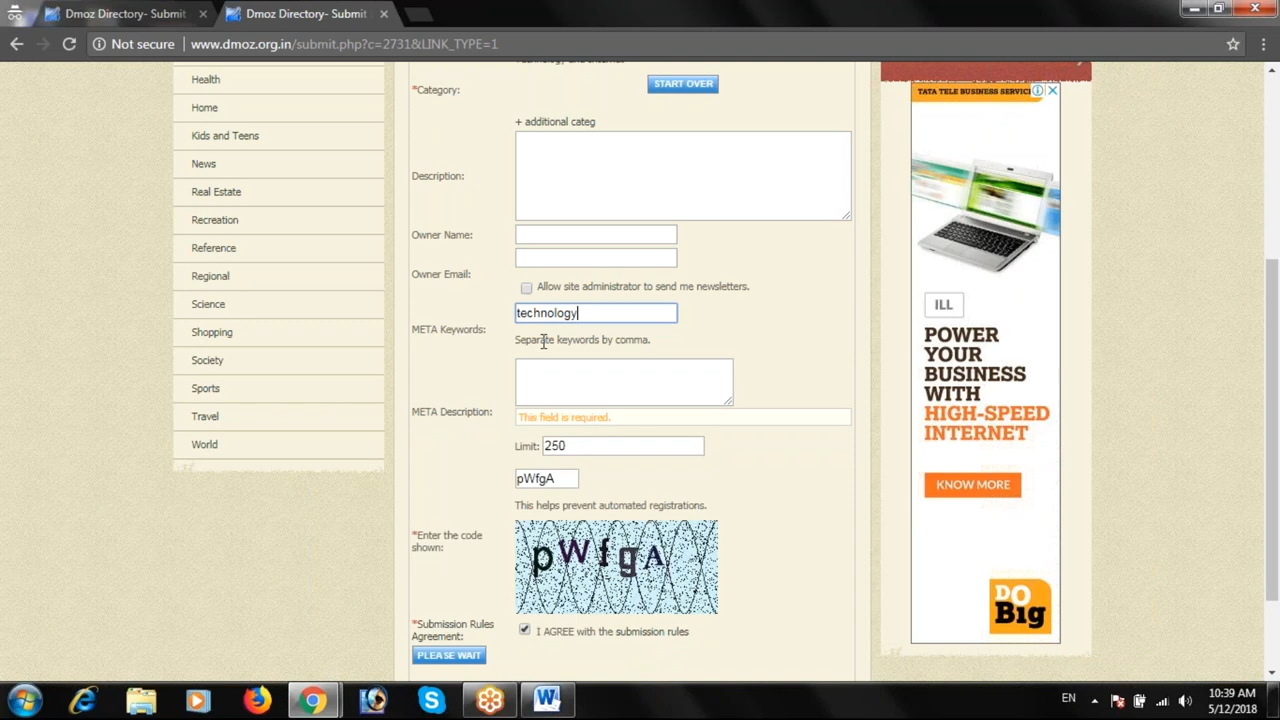 Dmoz Directory- Submit
Dmoz Directory- Submit
Not secure
www.dmoz.org.in/submit.php?c=2731&LINK_TYPE=1
Health
Home
Kids and Teens
News
Real Estate
Recreation
Reference
Regional
Science
Shopping
Society
Sports
Travel
World
*Category:
START OVER
+ additional categ
Description:
Owner Name:
Owner Email:
Allow site administrator to send me newsletters.
technology
META Keywords:
Separate keywords by comma.
META Description:
This field is required.
Limit: 250
pWfgA
This helps prevent automated registrations.
*Enter the code
shown:
pWfgA
*Submission Rules
Agreement:
I AGREE with the submission rules
PLEASE WAIT
TATA TELE BUSINESS SERVIC
ILL
POWER
YOUR
BUSINESS
WITH
HIGH-SPEED
INTERNET
KNOW MORE
DO
Big
EN
10:39 AM
5/12/2018